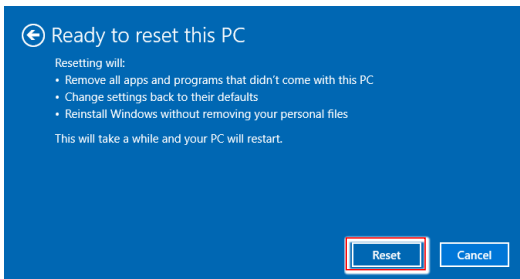 Ready to reset this PC
Resetting will:
• Remove all apps and programs that didn't come with this PC
• Change settings back to their defaults
• Reinstall Windows without removing your personal files
This will take a while and your PC will restart.
Reset Cancel